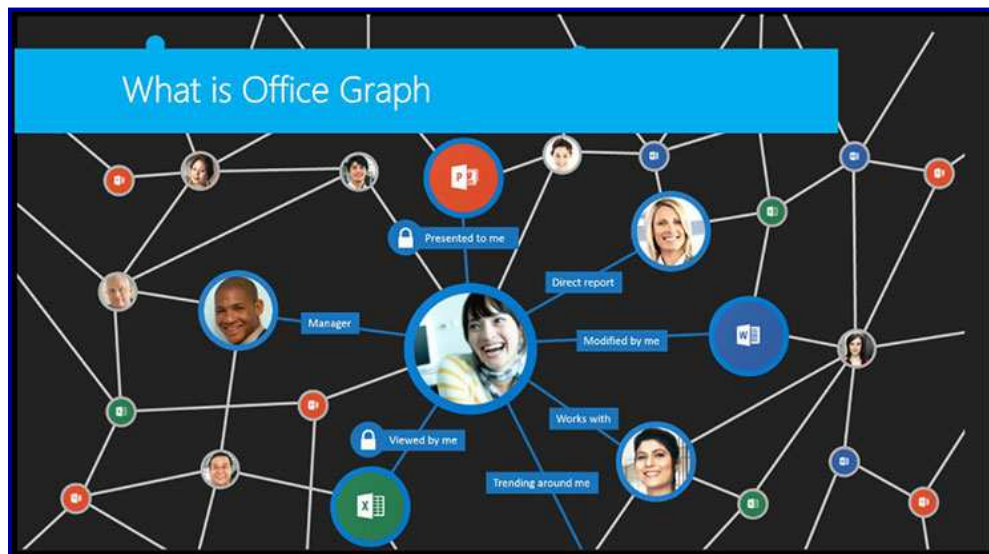 What is Office Graph
P
Presented to me
Direct report
Manager
Modified by me
W
Works with
Viewed by me
Trending around me
X